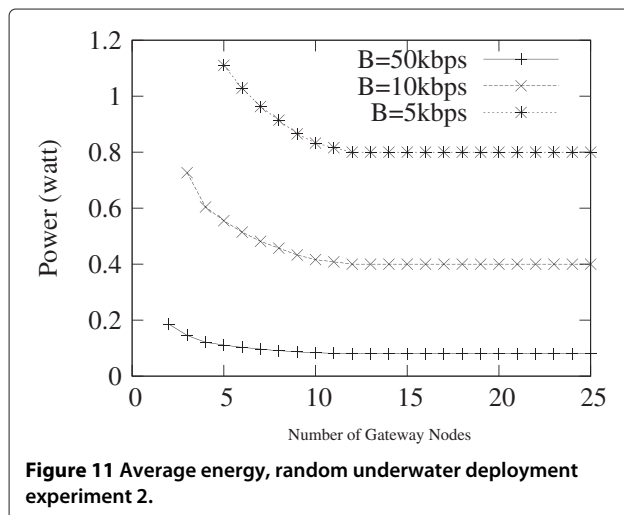 1.2
1
0.8
0.6
0.4
0.2
0
Power (watt)
B=50kbps
B=10kbps
B=5kbps
0 5 10 15 20 25
Number of Gateway Nodes
Figure 11 Average energy, random underwater deployment
experiment 2.